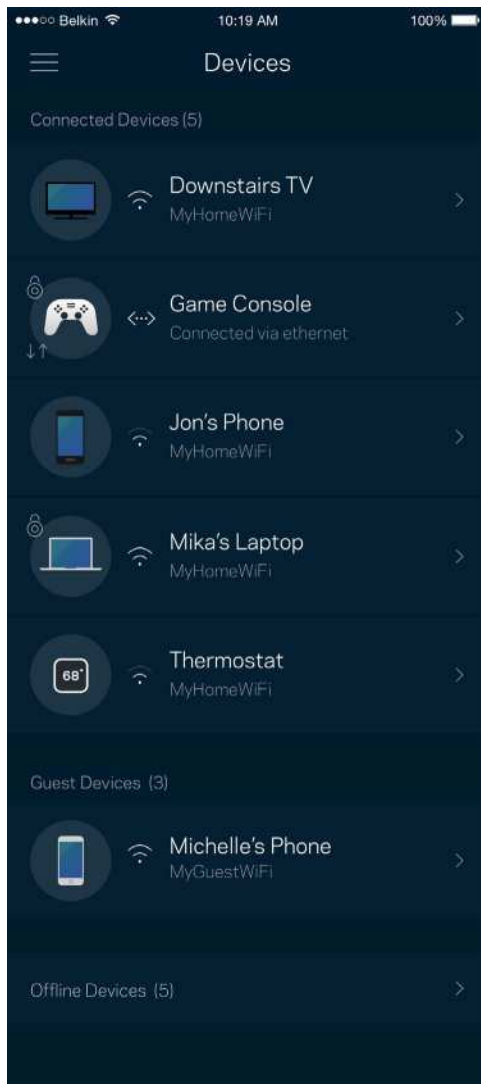 Belkin 10:19 AM 100%
Devices
Connected Devices (5)
Downstairs TV
MyHomeWiFi
Game Console
Connected via ethernet
Jon's Phone
MyHomeWiFi
Mika's Laptop
MyHomeWiFi
68°
Thermostat
MyHomeWiFi
Guest Devices (3)
Michelle's Phone
MyGuestWiFi
Offline Devices (5)